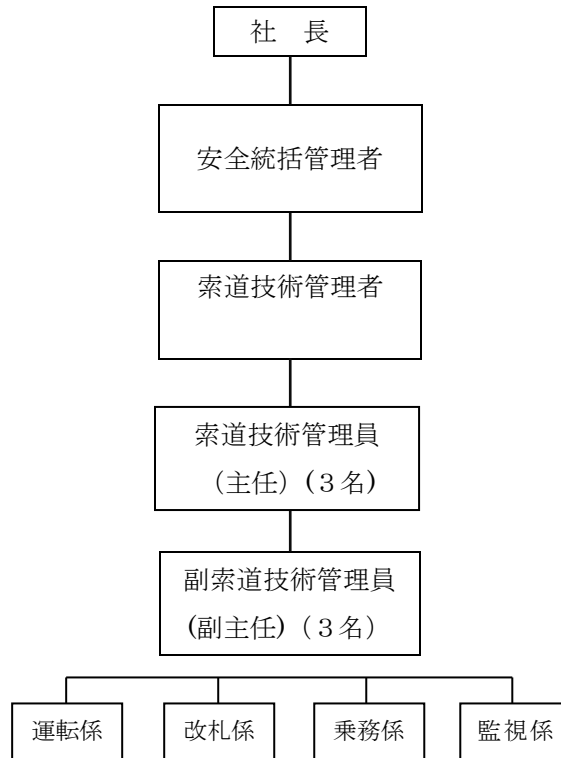 社　長
安全統括管理者
索道技術管理者
索道技術管理員
（主任）(３名)
副索道技術管理員
(副主任)（３名）
運転係
改札係
乗務係
監視係